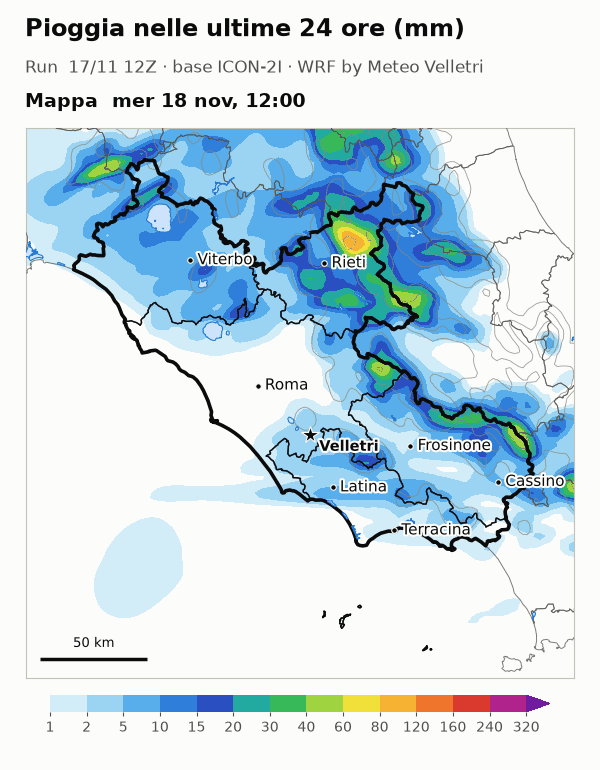 Pioggia nelle ultime 24 ore (mm)
Run  17/11 12Z · base ICON-2I · WRF by Meteo Velletri
Mappa  mer 18 nov, 12:00
Viterbo
Rieti
Roma
Velletri
Frosinone
Cassino
Latina
Terracina
50 km
1 2 5 10 15 20 30 40 60 80 120 160 240 320